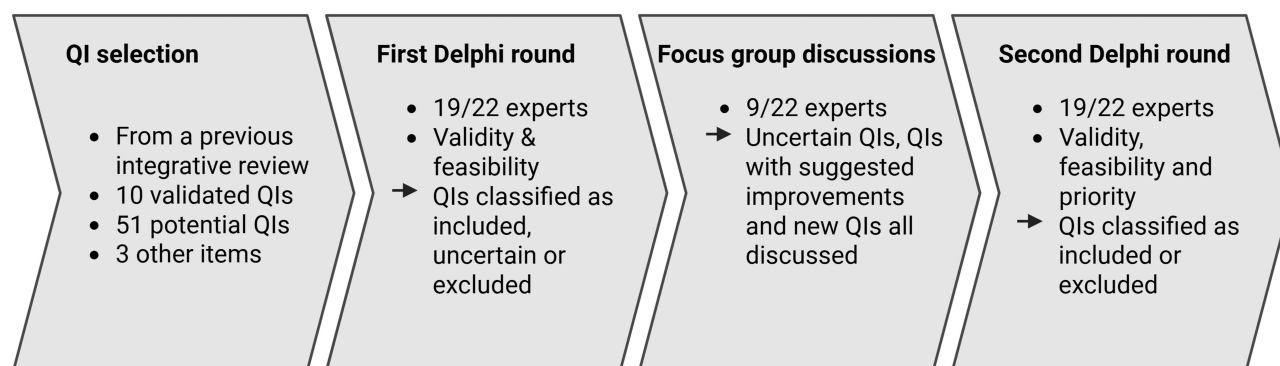 QI selection
• From a previous
integrative review
• 10 validated QIs
• 51 potential QIs
• 3 other items
First Delphi round
• 19/22 experts
• Validity &
feasibility
→ QIs classified as
included,
uncertain or
excluded
Focus group discussions
• 9/22 experts
→ Uncertain QIs, QIs
with suggested
improvements
and new QIs all
discussed
Second Delphi round
• 19/22 experts
• Validity,
feasibility and
priority
→ QIs classified as
included or
excluded